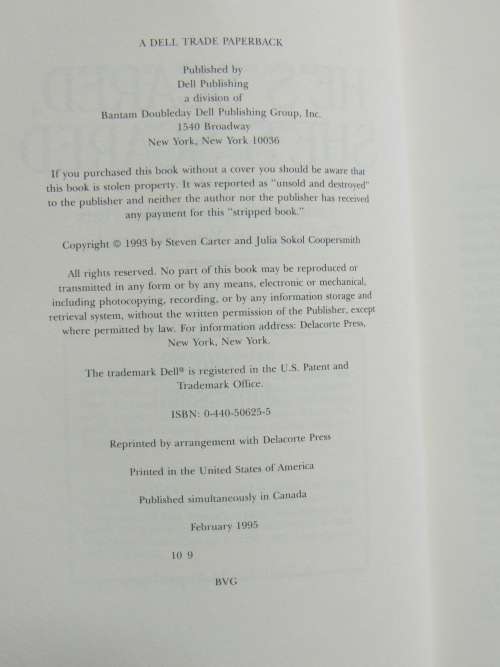 A DELL TRADE PAPERBACK
Published by
Dell Publishing
a division of
Bantam Doubleday Dell Publishing Group, Inc.
1540 Broadway
New York, New York 10036
If you purchased this book without a cover you should be aware that
this book is stolen property. It was reported as "unsold and destroyed"
to the publisher and neither the author nor the publisher has received
any payment for this "stripped book."
Copyright © 1993 by Steven Carter and Julia Sokol Coopersmith
All rights reserved. No part of this book may be reproduced or
transmitted in any form or by any means, electronic or mechanical,
including photocopying, recording, or by any information storage and
retrieval system, without the written permission of the Publisher, except
where permitted by law. For information address: Delacorte Press,
New York, New York.
The trademark Dell® is registered in the U.S. Patent and
Trademark Office.
ISBN: 0-440-50625-5
Reprinted by arrangement with Delacorte Press
Printed in the United States of America
Published simultaneously in Canada
February 1995
10 9
BVG